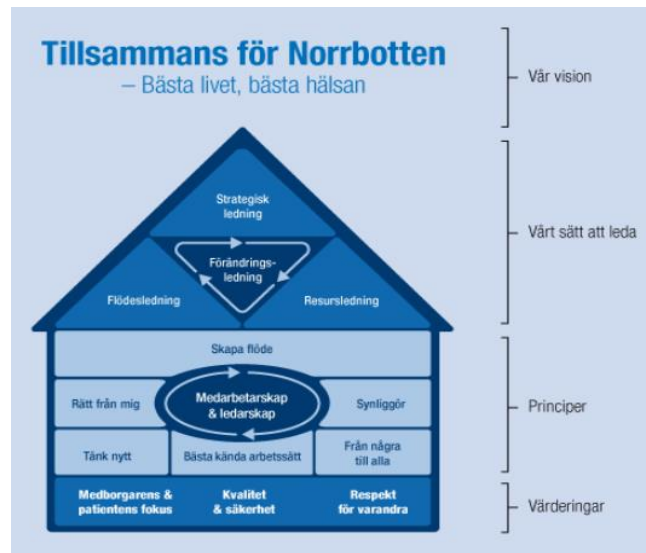 Tillsammans för Norrbotten
– Bästa livet, bästa hälsan
Vår vision
Strategisk
ledning
Förändrings-
ledning
Flödesledning
Resursledning
Vårt sätt att leda
Skapa flöde
Rätt från mig
Medarbetarskap
& ledarskap
Synliggör
Tänk nytt
Bästa kända arbetssätt
Från några
till alla
Principer
Medborgarens &
patientens fokus
Kvalitet
& säkerhet
Respekt
för varandra
Värderingar